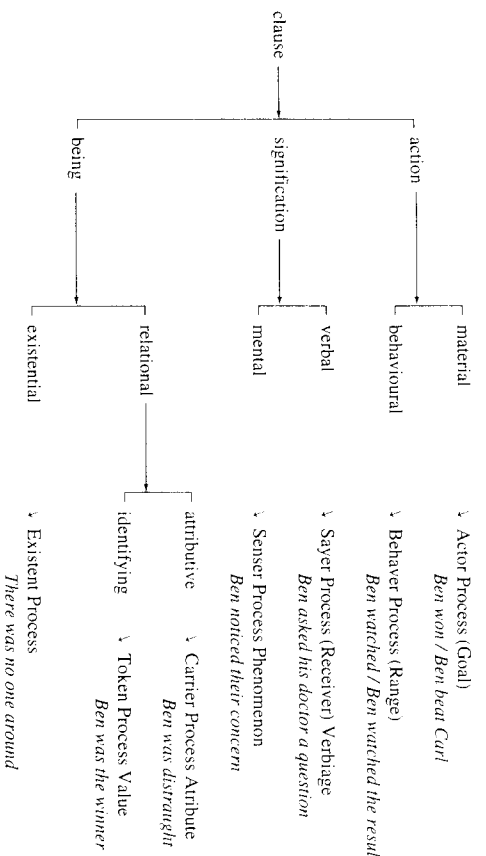 clause
action
material
↘ Actor Process (Goal)
Ben won / Ben beat Carl
behavioural
↘ Behaver Process (Range)
Ben watched / Ben watched the resul
signification
verbal
↘ Sayer Process (Receiver) Verbiage
Ben asked his doctor a question
mental
↘ Senser Process Phenomenon
Ben noticed their concern
being
relational
attributive
↘ Carrier Process Atribute
Ben was distraught
identifying
↘ Token Process Value
Ben was the winner
existential
↘ Existent Process
There was no one around